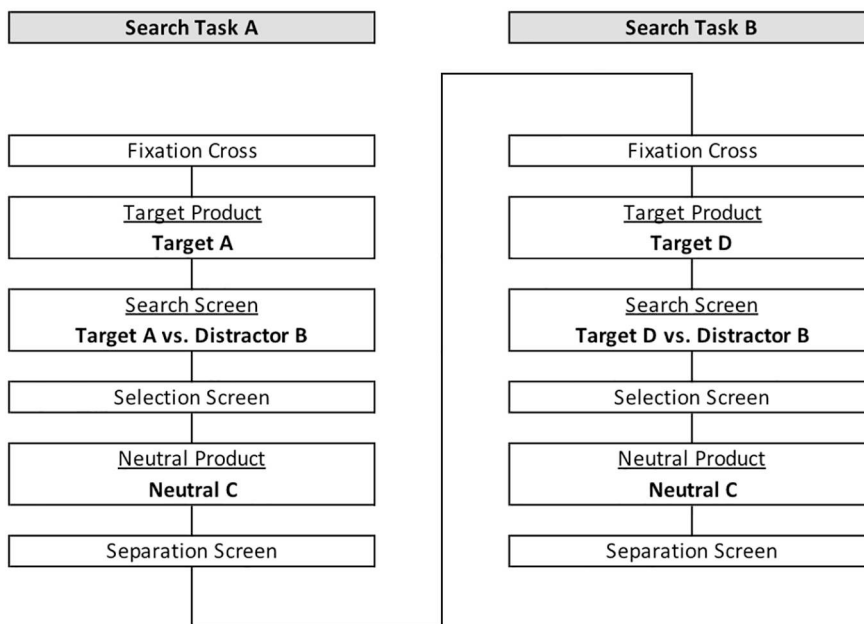 Search Task A
Fixation Cross
Target Product
Target A
Search Screen
Target A vs. Distractor B
Selection Screen
Neutral Product
Neutral C
Separation Screen
Search Task B
Fixation Cross
Target Product
Target D
Search Screen
Target D vs. Distractor B
Selection Screen
Neutral Product
Neutral C
Separation Screen